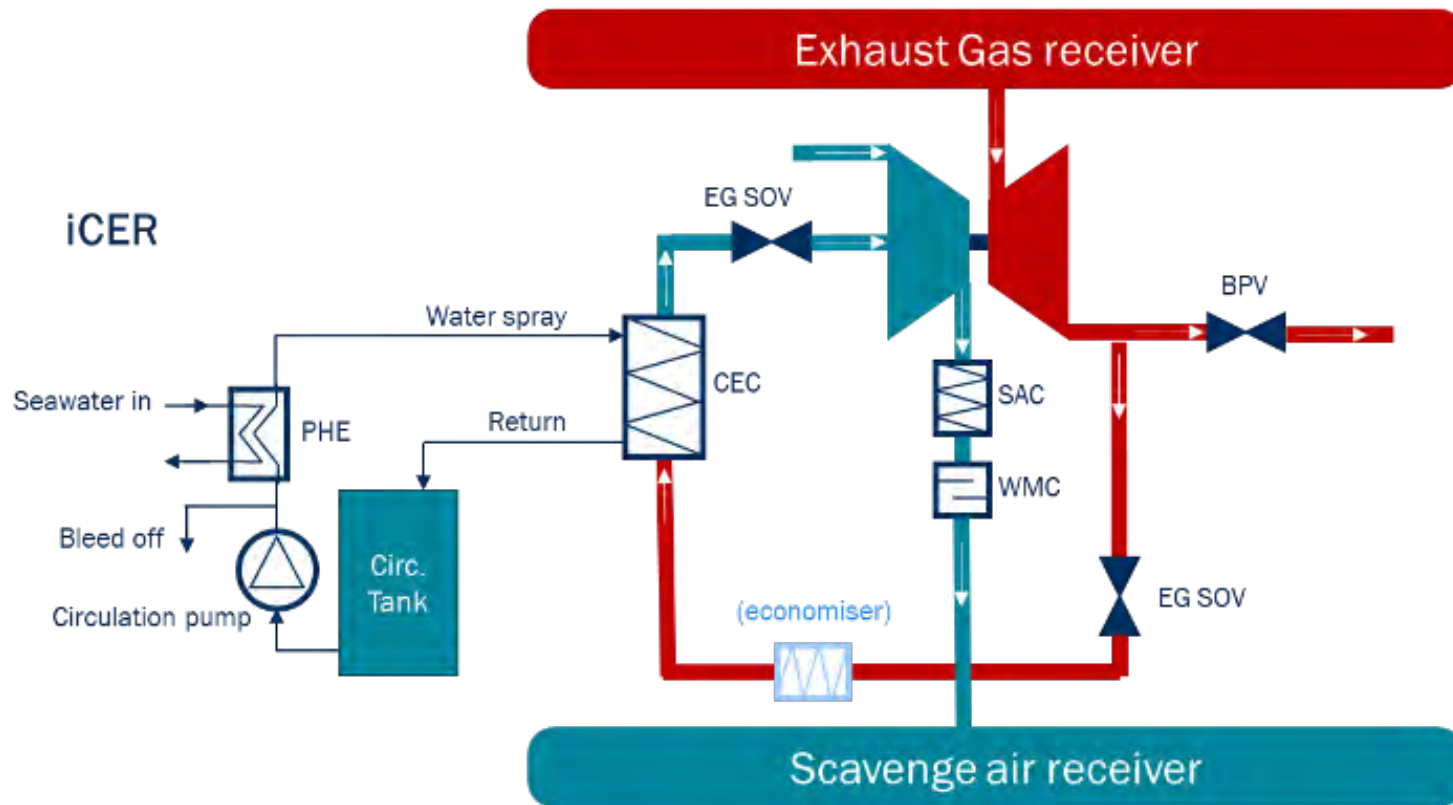 Exhaust Gas receiver
iCER
EG SOV
BPV
Water spray
CEC
SAC
Seawater in
PHE
Return
WMC
Bleed off
Circ.
Tank
Circulation pump
(economiser)
EG SOV
Scavenge air receiver